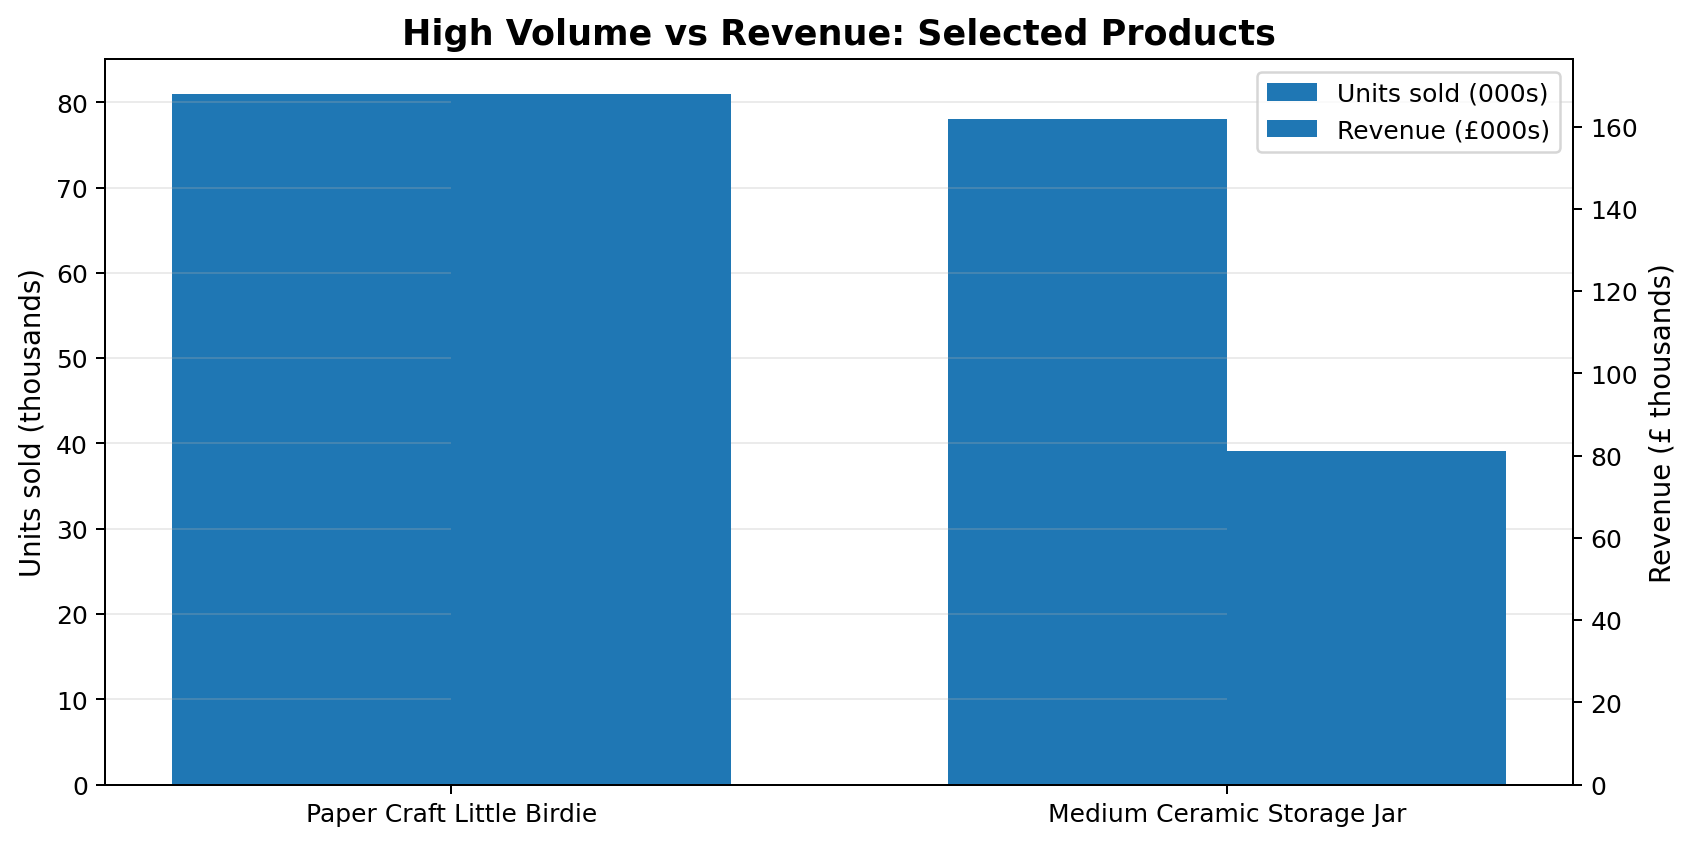 High Volume vs Revenue: Selected Products
Units sold (000s)
Revenue (£000s)
Units sold (thousands)
80
70
60
50
40
30
20
10
0
Revenue (£ thousands)
160
140
120
100
80
60
40
20
0
Paper Craft Little Birdie
Medium Ceramic Storage Jar